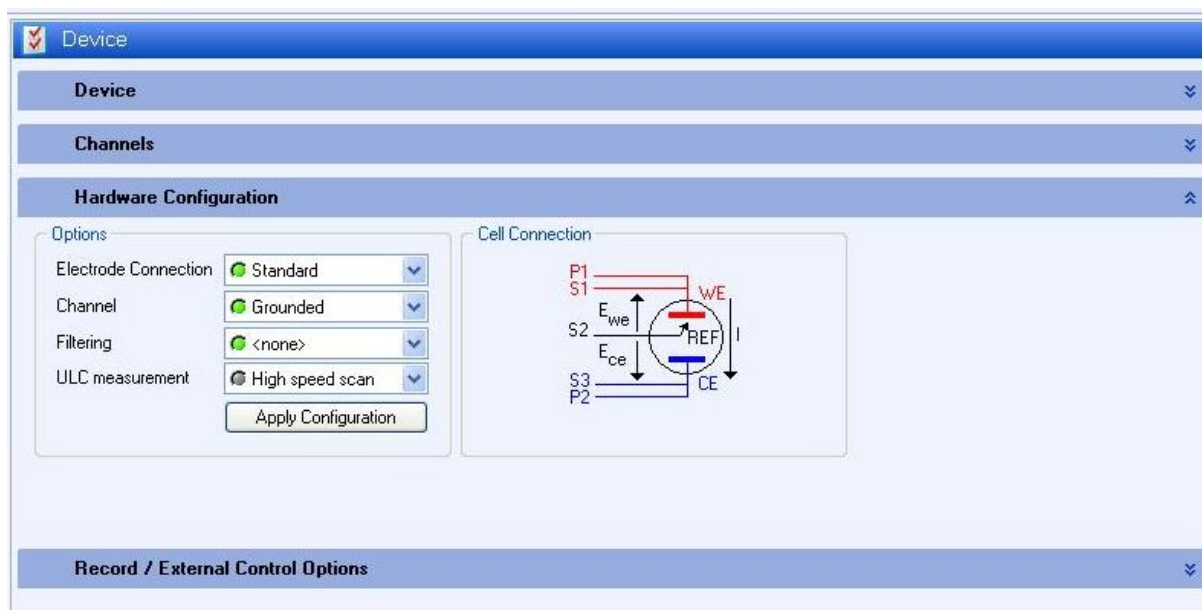 Device
Device
Channels
Hardware Configuration
Options
Electrode Connection Standard
Channel Grounded
Filtering <none>
ULC measurement High speed scan
Apply Configuration
Cell Connection
P1
S1
WE
Ewe
S2
REF
I
Ece
S3
CE
P2
Record / External Control Options